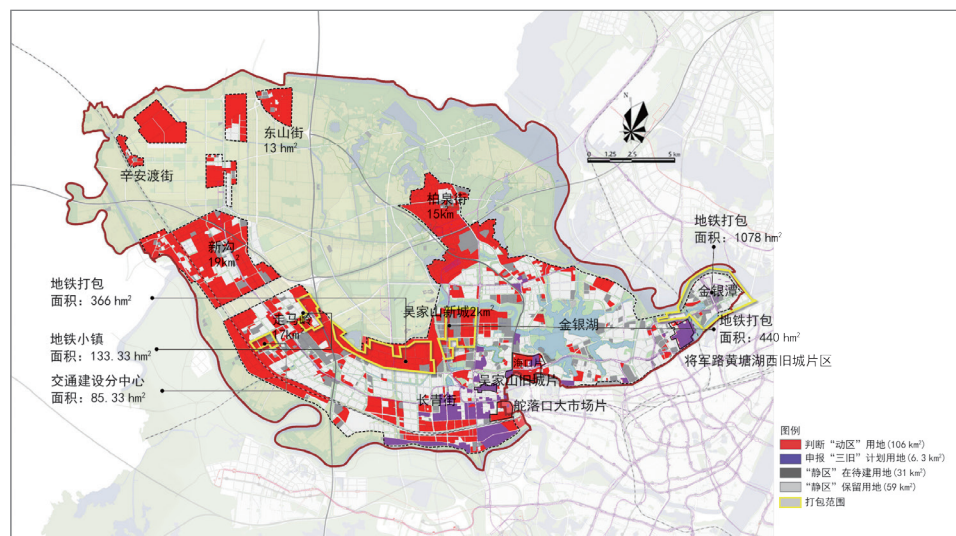 N
0 1.25 2.5 5 km
东山街
13 hm²
辛安渡街
柏泉街
15km²
地铁打包
面积：1078 hm²
新沟
19km²
金银潭
地铁打包
面积：366 hm²
走马岭
17km²
吴家山新城2km²
金银湖
地铁打包
面积：440 hm²
地铁小镇
面积：133.33 hm²
将军路黄塘湖西旧城片区
交通建设分中心
面积：85.33 hm²
吴家山旧城片
长青街
舵落口大市场片
图例
判断“动区”用地(106 km²)
申报“三旧”计划用地(6.3 km²)
“静区”在待建用地(31 km²)
“静区”保留用地(59 km²)
打包范围